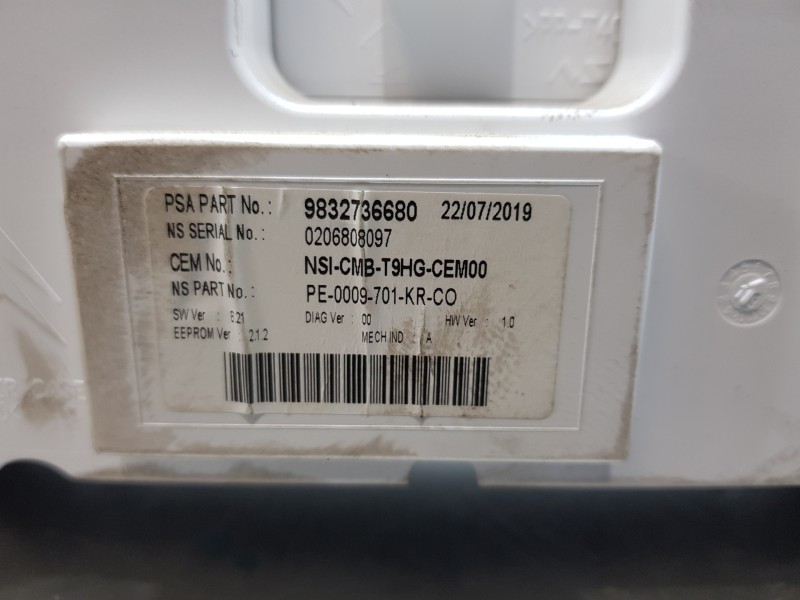 PSA PART No. : 9832736680 22/07/2019
NS SERIAL No. : 0206808097
CEM No. : NSI-CMB-T9HG-CEM00
NS PART No. : PE-0009-701-KR-CO
SW Ver : 6.21 DIAG Ver : 00 HW Ver : 1.0
EEPROM Ver : 2.1.2 MECH IND : A